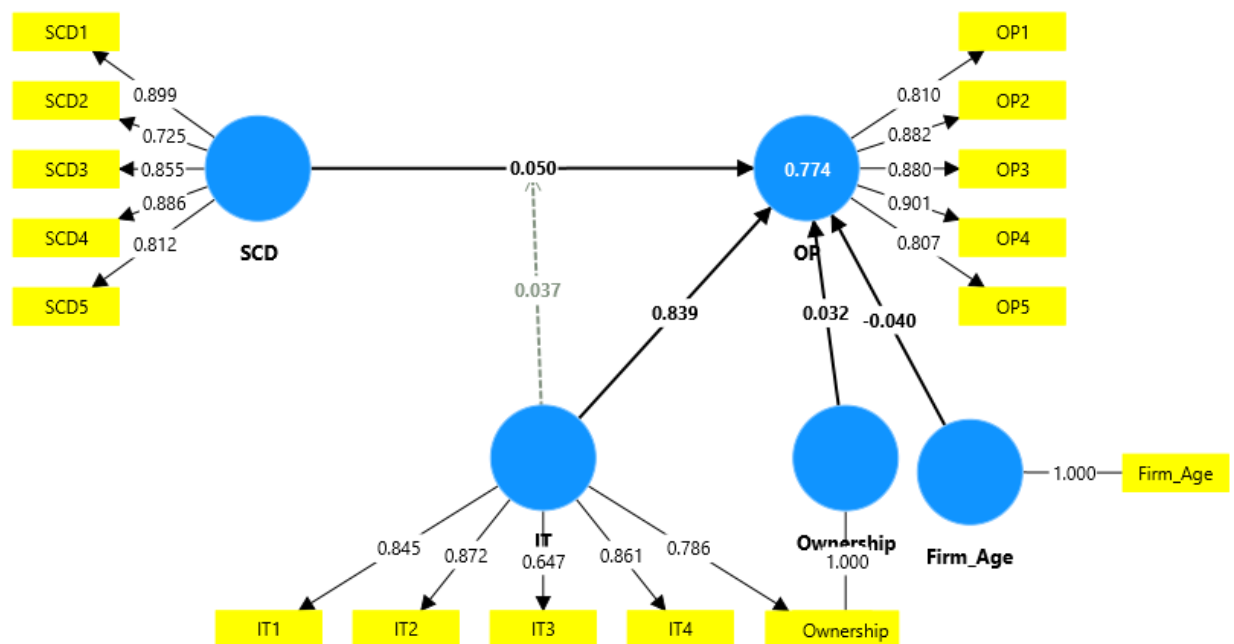 SCD1
SCD2
SCD3
SCD4
SCD5
0.899
0.725
0.855
0.886
0.812
SCD
0.050
0.037
0.774
OP
0.810
0.882
0.880
0.901
0.807
OP1
OP2
OP3
OP4
OP5
0.839
0.032
-0.040
IT
0.845
0.872
0.647
0.861
0.786
IT1
IT2
IT3
IT4
Ownership
1.000
Ownership
Firm_Age
1.000
Firm_Age